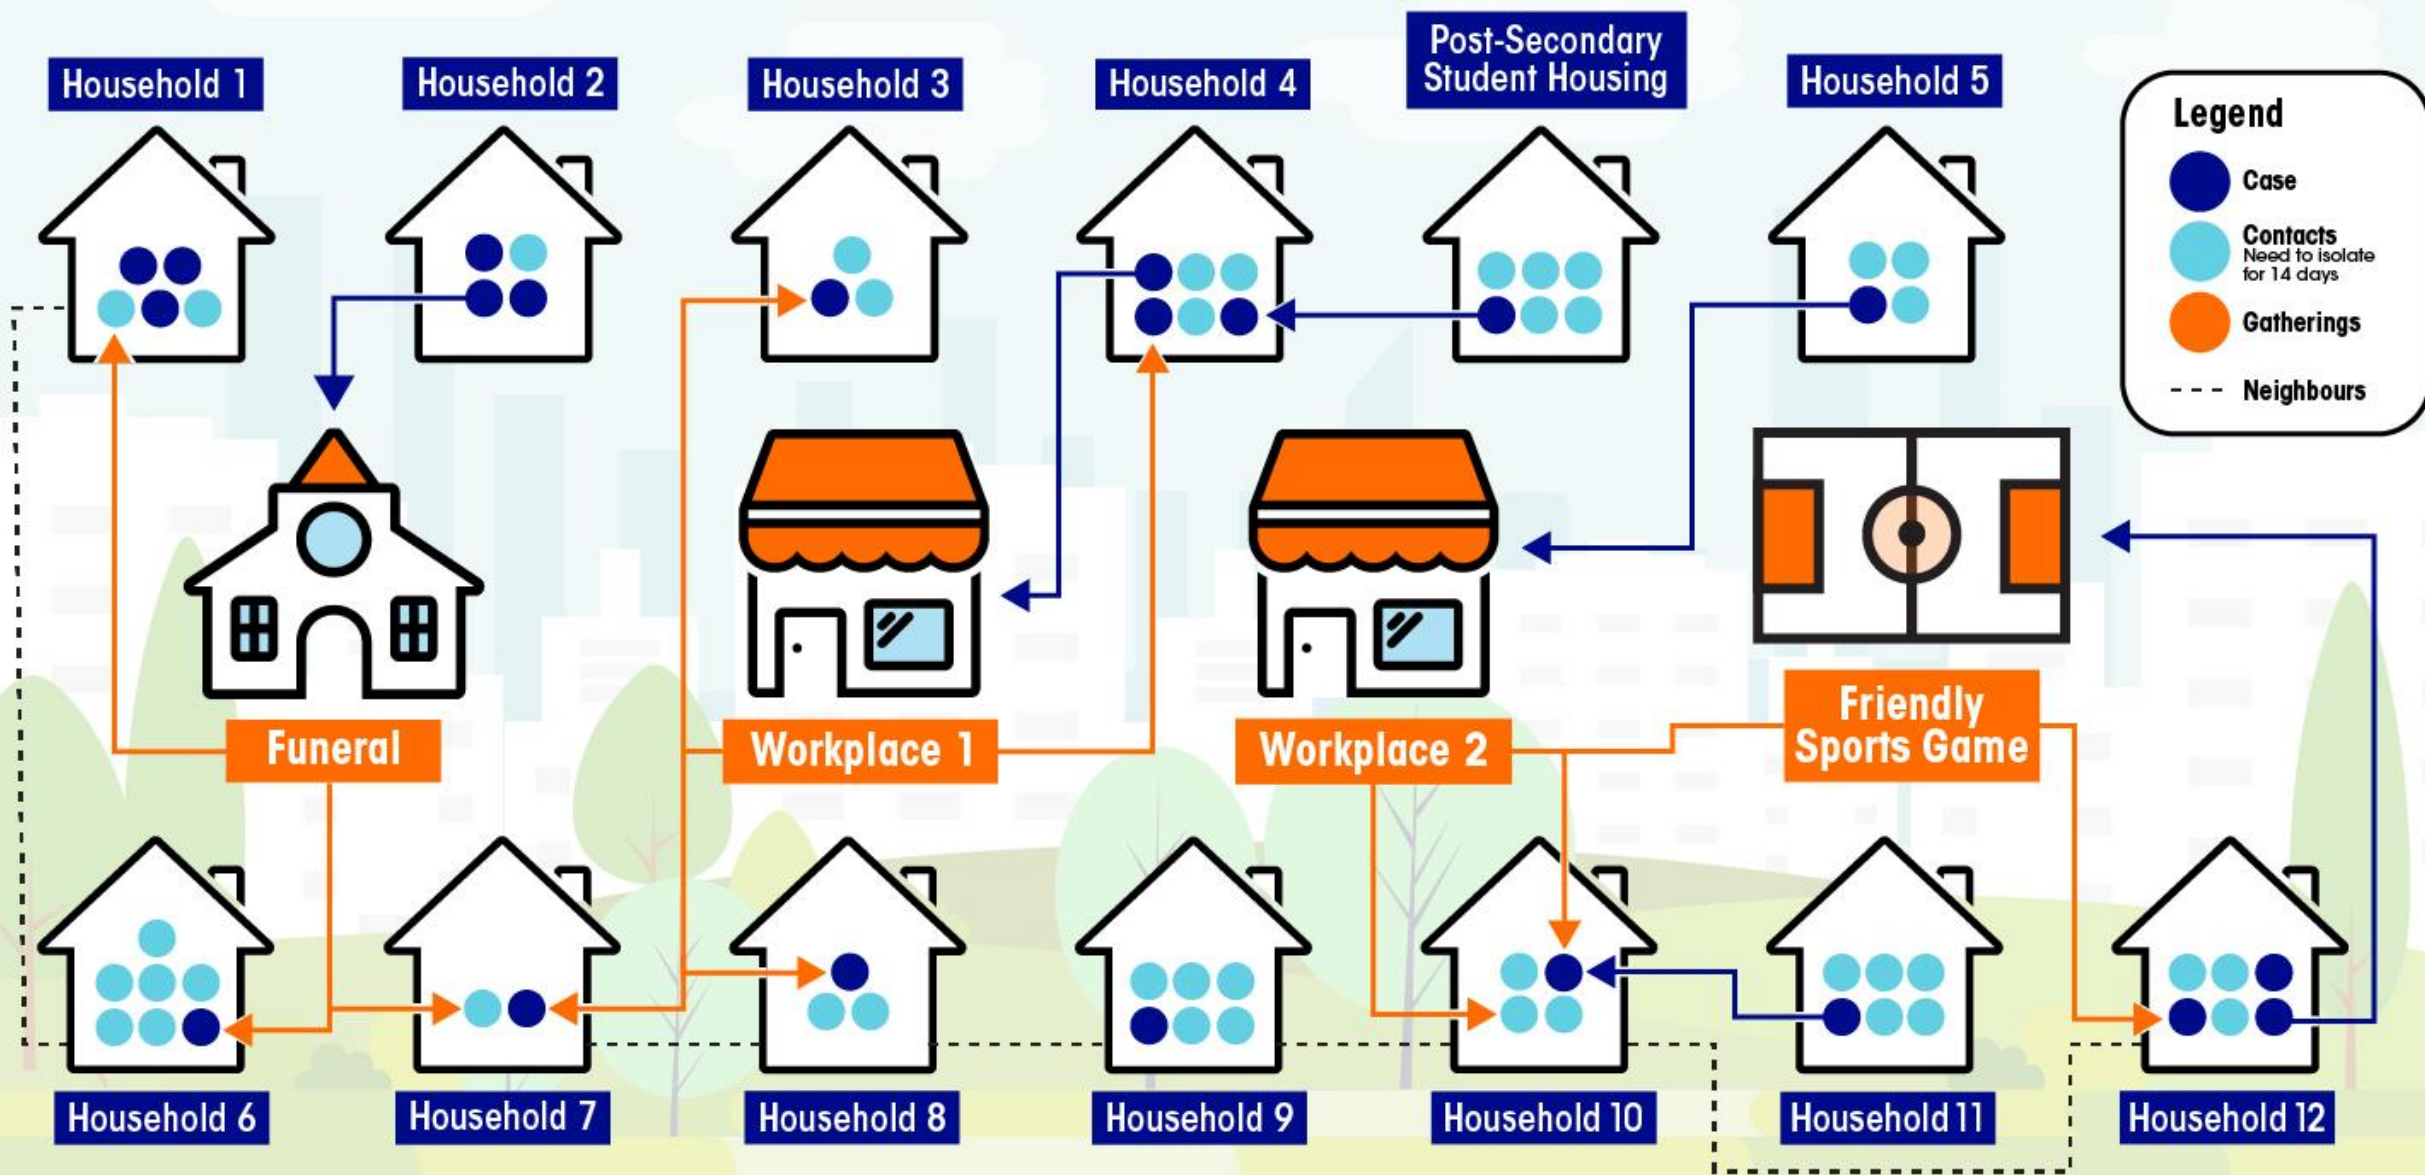 Household 1
Household 2
Household 3
Household 4
Post-Secondary
Student Housing
Household 5
Legend
Case
Contacts
Need to isolate
for 14 days
Gatherings
Neighbours
Funeral
Workplace 1
Workplace 2
Friendly
Sports Game
Household 6
Household 7
Household 8
Household 9
Household 10
Household 11
Household 12